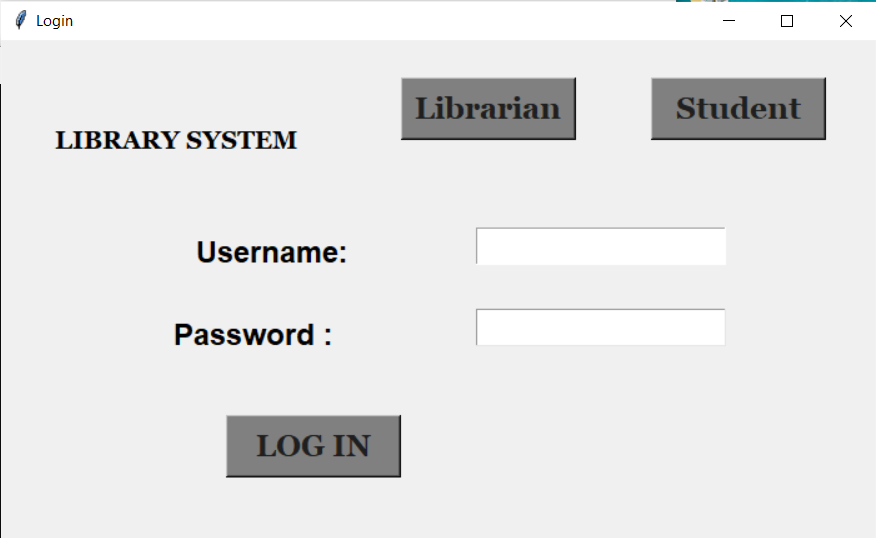 Login
Librarian
Student
LIBRARY SYSTEM
Username:
Password :
LOG IN